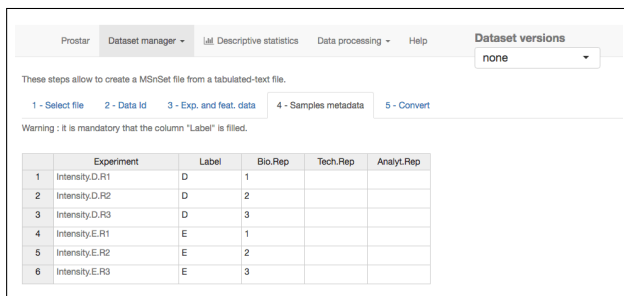 Prostar Dataset manager Descriptive statistics Data processing Help Dataset versions
none
These steps allow to create a MSnSet file from a tabulated-text file.
1 - Select file 2 - Data Id 3 - Exp. and feat. data 4 - Samples metadata 5 - Convert
Warning : it is mandatory that the column "Label" is filled.
Experiment Label Bio.Rep Tech.Rep Analyt.Rep
1 Intensity.D.R1 D 1
2 Intensity.D.R2 D 2
3 Intensity.D.R3 D 3
4 Intensity.E.R1 E 1
5 Intensity.E.R2 E 2
6 Intensity.E.R3 E 3